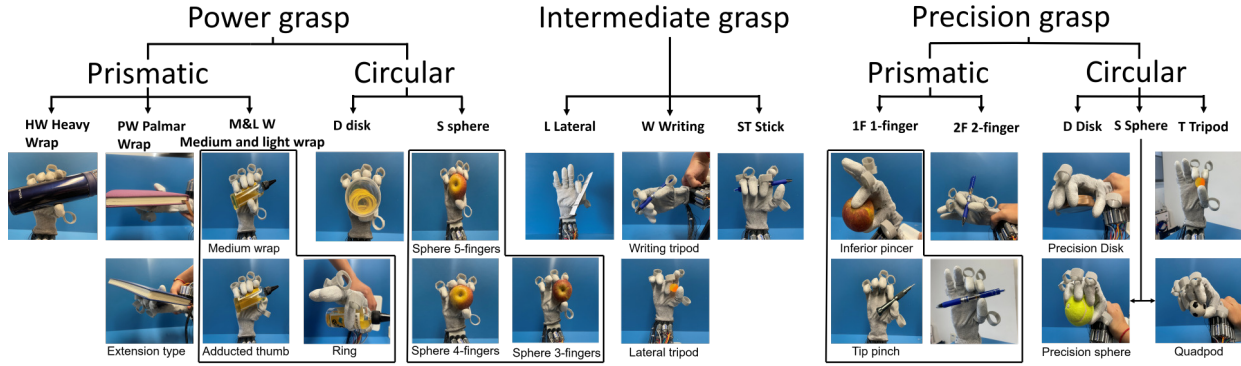 Power grasp
Intermediate grasp
Precision grasp
Prismatic
Circular
Prismatic
Circular
HW Heavy
Wrap
PW Palmar
Wrap
M&L W
Medium and light wrap
D disk
S sphere
L Lateral
W Writing
ST Stick
1F 1-finger
2F 2-finger
D Disk
S Sphere
T Tripod
Medium wrap
Sphere 5-fingers
Writing tripod
Inferior pincer
Precision Disk
Extension type
Adducted thumb
Ring
Sphere 4-fingers
Sphere 3-fingers
Lateral tripod
Tip pinch
Precision sphere
Quadpod